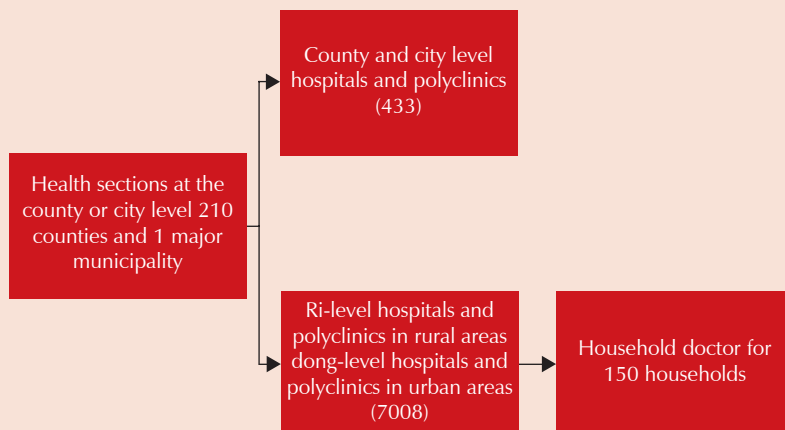 County and city level
hospitals and polyclinics
(433)
Health sections at the
county or city level 210
counties and 1 major
municipality
Ri-level hospitals and
polyclinics in rural areas
dong-level hospitals and
polyclinics in urban areas
(7008)
Household doctor for
150 households